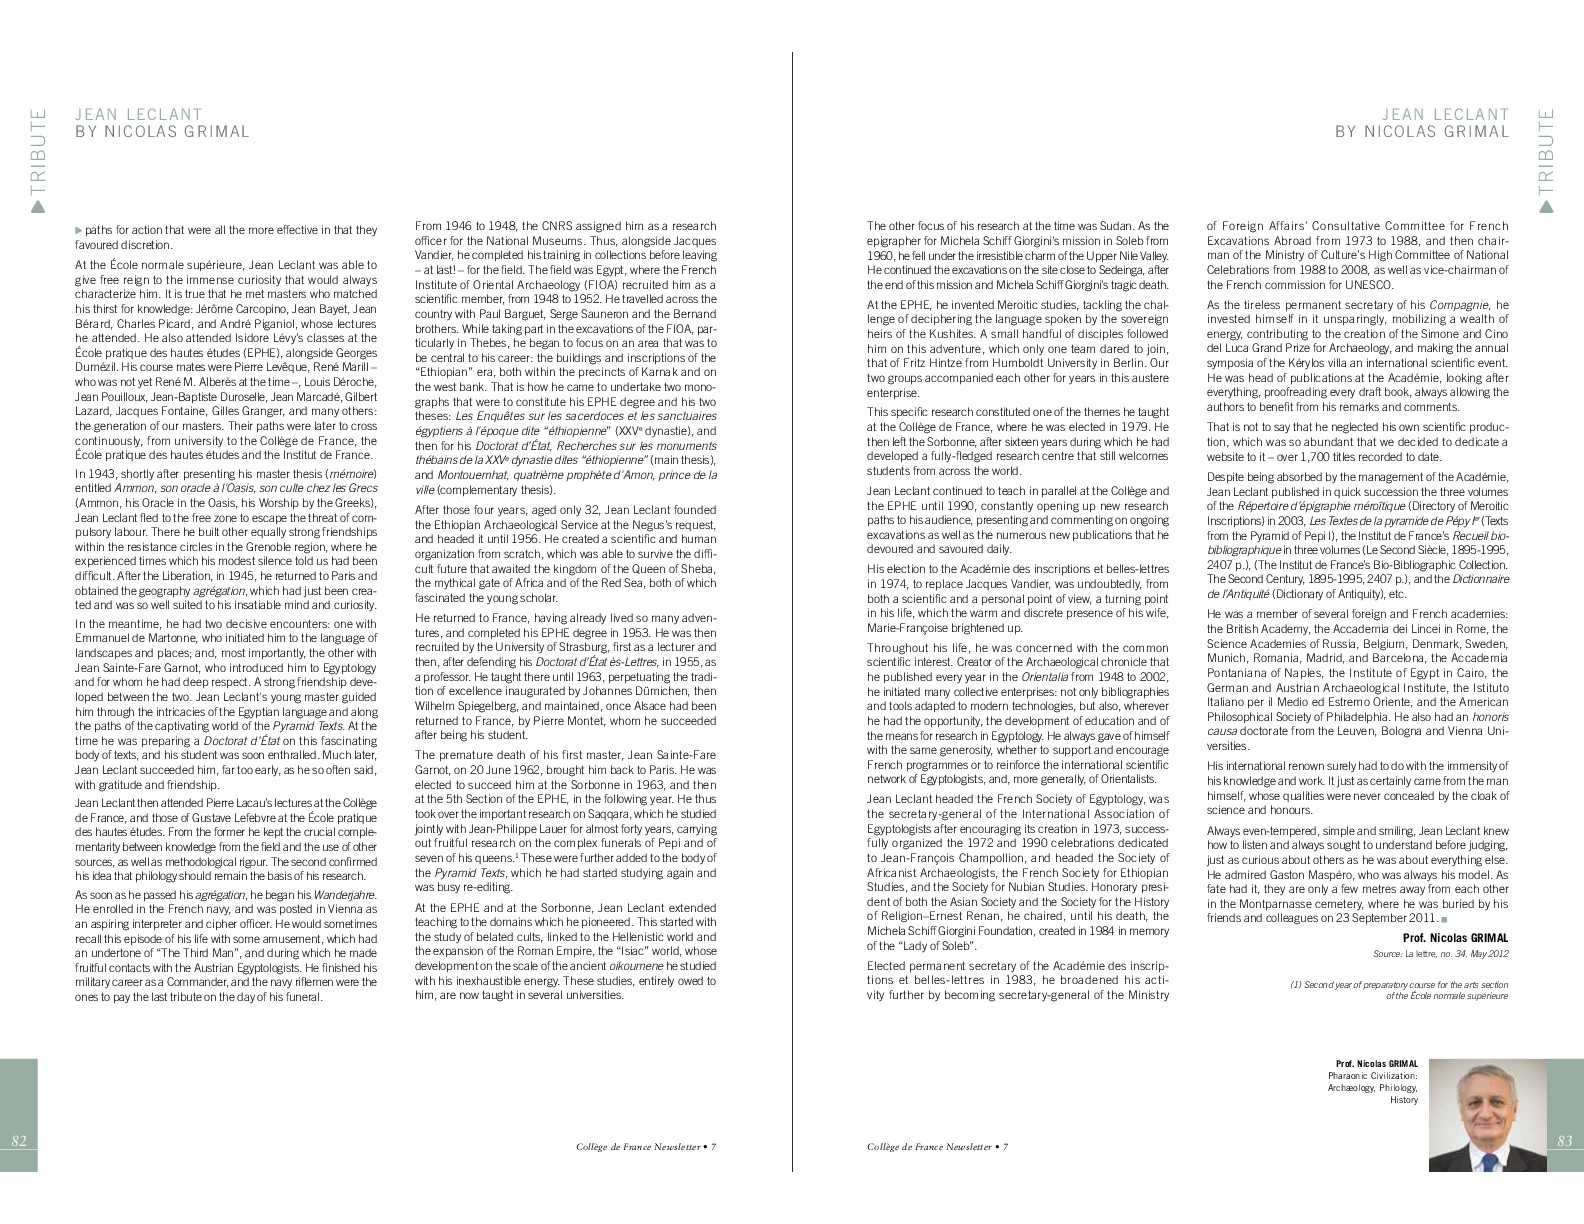 TRIBUTE
JEAN LECLANT
BY NICOLAS GRIMAL
paths for action that were all the more effective in that they
favoured discretion.
At the École normale supérieure, Jean Leclant was able to
give free reign to the immense curiosity that would always
characterize him. It is true that he met masters who matched
his thirst for knowledge: Jérôme Carcopino, Jean Bayet, Jean
Bérard, Charles Picard, and André Piganiol, whose lectures
he attended. He also attended Isidore Lévy's classes at the
École pratique des hautes études (EPHE), alongside Georges
Dumézil. His course mates were Pierre Levêque, René Marill –
who was not yet René M. Alberès at the time –, Louis Déroche,
Jean Pouilloux, Jean-Baptiste Duroselle, Jean Marcadé, Gilbert
Lazard, Jacques Fontaine, Gilles Granger, and many others:
the generation of our masters. Their paths were later to cross
continuously, from university to the Collège de France, the
École pratique des hautes études and the Institut de France.
In 1943, shortly after presenting his master thesis (mémoire)
entitled Ammon, son oracle à l'Oasis, son culte chez les Grecs
(Ammon, his Oracle in the Oasis, his Worship by the Greeks),
Jean Leclant fled to the free zone to escape the threat of com-
pulsory labour. There he built other equally strong friendships
within the resistance circles in the Grenoble region, where he
experienced times which his modest silence told us had been
difficult. After the Liberation, in 1945, he returned to Paris and
obtained the geography agrégation, which had just been crea-
ted and was so well suited to his insatiable mind and curiosity.
In the meantime, he had two decisive encounters: one with
Emmanuel de Martonne, who initiated him to the language of
landscapes and places; and, most importantly, the other with
Jean Sainte-Fare Garnot, who introduced him to Egyptology
and for whom he had deep respect. A strong friendship deve-
loped between the two. Jean Leclant's young master guided
him through the intricacies of the Egyptian language and along
the paths of the captivating world of the Pyramid Texts. At the
time he was preparing a Doctorat d'État on this fascinating
body of texts, and his student was soon enthralled. Much later,
Jean Leclant succeeded him, far too early, as he so often said,
with gratitude and friendship.
Jean Leclant then attended Pierre Lacau's lectures at the Collège
de France, and those of Gustave Lefebvre at the École pratique
des hautes études. From the former he kept the crucial comple-
mentarity between knowledge from the field and the use of other
sources, as well as methodological rigour. The second confirmed
his idea that philology should remain the basis of his research.
As soon as he passed his agrégation, he began his Wanderjahre.
He enrolled in the French navy, and was posted in Vienna as
an aspiring interpreter and cipher officer. He would sometimes
recall this episode of his life with some amusement, which had
an undertone of "The Third Man", and during which he made
fruitful contacts with the Austrian Egyptologists. He finished his
military career as a Commander, and the navy riflemen were the
ones to pay the last tribute on the day of his funeral.
From 1946 to 1948, the CNRS assigned him as a research
officer for the National Museums. Thus, alongside Jacques
Vandier, he completed his training in collections before leaving
– at last! – for the field. The field was Egypt, where the French
Institute of Oriental Archaeology (FIOA) recruited him as a
scientific member, from 1948 to 1952. He travelled across the
country with Paul Barguet, Serge Sauneron and the Bernand
brothers. While taking part in the excavations of the FIOA, par-
ticularly in Thebes, he began to focus on an area that was to
be central to his career: the buildings and inscriptions of the
"Ethiopian" era, both within the precincts of Karnak and on
the west bank. That is how he came to undertake two mono-
graphs that were to constitute his EPHE degree and his two
theses: Les Enquêtes sur les sacerdoces et les sanctuaires
égyptiens à l'époque dite "éthiopienne" (XXVe dynastie), and
then for his Doctorat d'État, Recherches sur les monuments
thébains de la XXVe dynastie dites "éthiopienne" (main thesis),
and Montouemhat, quatrième prophète d'Amon, prince de la
ville (complementary thesis).
After those four years, aged only 32, Jean Leclant founded
the Ethiopian Archaeological Service at the Negus's request,
and headed it until 1956. He created a scientific and human
organization from scratch, which was able to survive the diffi-
cult future that awaited the kingdom of the Queen of Sheba,
the mythical gate of Africa and of the Red Sea, both of which
fascinated the young scholar.
He returned to France, having already lived so many adven-
tures, and completed his EPHE degree in 1953. He was then
recruited by the University of Strasburg, first as a lecturer and
then, after defending his Doctorat d'État ès-Lettres, in 1955, as
a professor. He taught there until 1963, perpetuating the tradi-
tion of excellence inaugurated by Johannes Dümichen, then
Wilhelm Spiegelberg, and maintained, once Alsace had been
returned to France, by Pierre Montet, whom he succeeded
after being his student.
The premature death of his first master, Jean Sainte-Fare
Garnot, on 20 June 1962, brought him back to Paris. He was
elected to succeed him at the Sorbonne in 1963, and then
at the 5th Section of the EPHE, in the following year. He thus
took over the important research on Saqqara, which he studied
jointly with Jean-Philippe Lauer for almost forty years, carrying
out fruitful research on the complex funerals of Pepi and of
seven of his queens.1 These were further added to the body of
the Pyramid Texts, which he had started studying again and
was busy re-editing.
At the EPHE and at the Sorbonne, Jean Leclant extended
teaching to the domains which he pioneered. This started with
the study of belated cults, linked to the Hellenistic world and
the expansion of the Roman Empire, the "Isiac" world, whose
development on the scale of the ancient oikoumene he studied
with his inexhaustible energy. These studies, entirely owed to
him, are now taught in several universities.
82
Collège de France Newsletter • 7
JEAN LECLANT
BY NICOLAS GRIMAL
TRIBUTE
The other focus of his research at the time was Sudan. As the
epigrapher for Michela Schiff Giorgini's mission in Soleb from
1960, he fell under the irresistible charm of the Upper Nile Valley.
He continued the excavations on the site close to Sedeinga, after
the end of this mission and Michela Schiff Giorgini's tragic death.
At the EPHE, he invented Meroitic studies, tackling the chal-
lenge of deciphering the language spoken by the sovereign
heirs of the Kushites. A small handful of disciples followed
him on this adventure, which only one team dared to join,
that of Fritz Hintze from Humboldt University in Berlin. Our
two groups accompanied each other for years in this austere
enterprise.
This specific research constituted one of the themes he taught
at the Collège de France, where he was elected in 1979. He
then left the Sorbonne, after sixteen years during which he had
developed a fully-fledged research centre that still welcomes
students from across the world.
Jean Leclant continued to teach in parallel at the Collège and
the EPHE until 1990, constantly opening up new research
paths to his audience, presenting and commenting on ongoing
excavations as well as the numerous new publications that he
devoured and savoured daily.
His election to the Académie des inscriptions et belles-lettres
in 1974, to replace Jacques Vandier, was undoubtedly, from
both a scientific and a personal point of view, a turning point
in his life, which the warm and discrete presence of his wife,
Marie-Françoise brightened up.
Throughout his life, he was concerned with the common
scientific interest. Creator of the Archaeological chronicle that
he published every year in the Orientalia from 1948 to 2002,
he initiated many collective enterprises: not only bibliographies
and tools adapted to modern technologies, but also, wherever
he had the opportunity, the development of education and of
the means for research in Egyptology. He always gave of himself
with the same generosity, whether to support and encourage
French programmes or to reinforce the international scientific
network of Egyptologists, and, more generally, of Orientalists.
Jean Leclant headed the French Society of Egyptology, was
the secretary-general of the International Association of
Egyptologists after encouraging its creation in 1973, success-
fully organized the 1972 and 1990 celebrations dedicated
to Jean-François Champollion, and headed the Society of
Africanist Archaeologists, the French Society for Ethiopian
Studies, and the Society for Nubian Studies. Honorary presi-
dent of both the Asian Society and the Society for the History
of Religion–Ernest Renan, he chaired, until his death, the
Michela Schiff Giorgini Foundation, created in 1984 in memory
of the "Lady of Soleb".
Elected permanent secretary of the Académie des inscrip-
tions et belles-lettres in 1983, he broadened his acti-
vity further by becoming secretary-general of the Ministry
of Foreign Affairs' Consultative Committee for French
Excavations Abroad from 1973 to 1988, and then chair-
man of the Ministry of Culture's High Committee of National
Celebrations from 1988 to 2008, as well as vice-chairman of
the French commission for UNESCO.
As the tireless permanent secretary of his Compagnie, he
invested himself in it unsparingly, mobilizing a wealth of
energy, contributing to the creation of the Simone and Cino
del Luca Grand Prize for Archaeology, and making the annual
symposia of the Kérylos villa an international scientific event.
He was head of publications at the Académie, looking after
everything, proofreading every draft book, always allowing the
authors to benefit from his remarks and comments.
That is not to say that he neglected his own scientific produc-
tion, which was so abundant that we decided to dedicate a
website to it – over 1,700 titles recorded to date.
Despite being absorbed by the management of the Académie,
Jean Leclant published in quick succession the three volumes
of the Répertoire d'épigraphie méroïtique (Directory of Meroitic
Inscriptions) in 2003, Les Textes de la pyramide de Pépy Ier (Texts
from the Pyramid of Pepi I), the Institut de France's Recueil bio-
bibliographique in three volumes (Le Second Siècle, 1895-1995,
2407 p.), (The Institut de France's Bio-Bibliographic Collection.
The Second Century, 1895-1995, 2407 p.), and the Dictionnaire
de l'Antiquité (Dictionary of Antiquity), etc.
He was a member of several foreign and French academies:
the British Academy, the Accademia dei Lincei in Rome, the
Science Academies of Russia, Belgium, Denmark, Sweden,
Munich, Romania, Madrid, and Barcelona, the Accademia
Pontaniana of Naples, the Institute of Egypt in Cairo, the
German and Austrian Archaeological Institute, the Istituto
Italiano per il Medio ed Estremo Oriente, and the American
Philosophical Society of Philadelphia. He also had an honoris
causa doctorate from the Leuven, Bologna and Vienna Uni-
versities.
His international renown surely had to do with the immensity of
his knowledge and work. It just as certainly came from the man
himself, whose qualities were never concealed by the cloak of
science and honours.
Always even-tempered, simple and smiling, Jean Leclant knew
how to listen and always sought to understand before judging,
just as curious about others as he was about everything else.
He admired Gaston Maspéro, who was always his model. As
fate had it, they are only a few metres away from each other
in the Montparnasse cemetery, where he was buried by his
friends and colleagues on 23 September 2011.
Prof. Nicolas GRIMAL
Source: La lettre, no. 34, May 2012
(1) Second year of preparatory course for the arts section
of the École normale supérieure
Prof. Nicolas GRIMAL
Pharaonic Civilization:
Archæology, Philology,
History
Collège de France Newsletter • 7
83